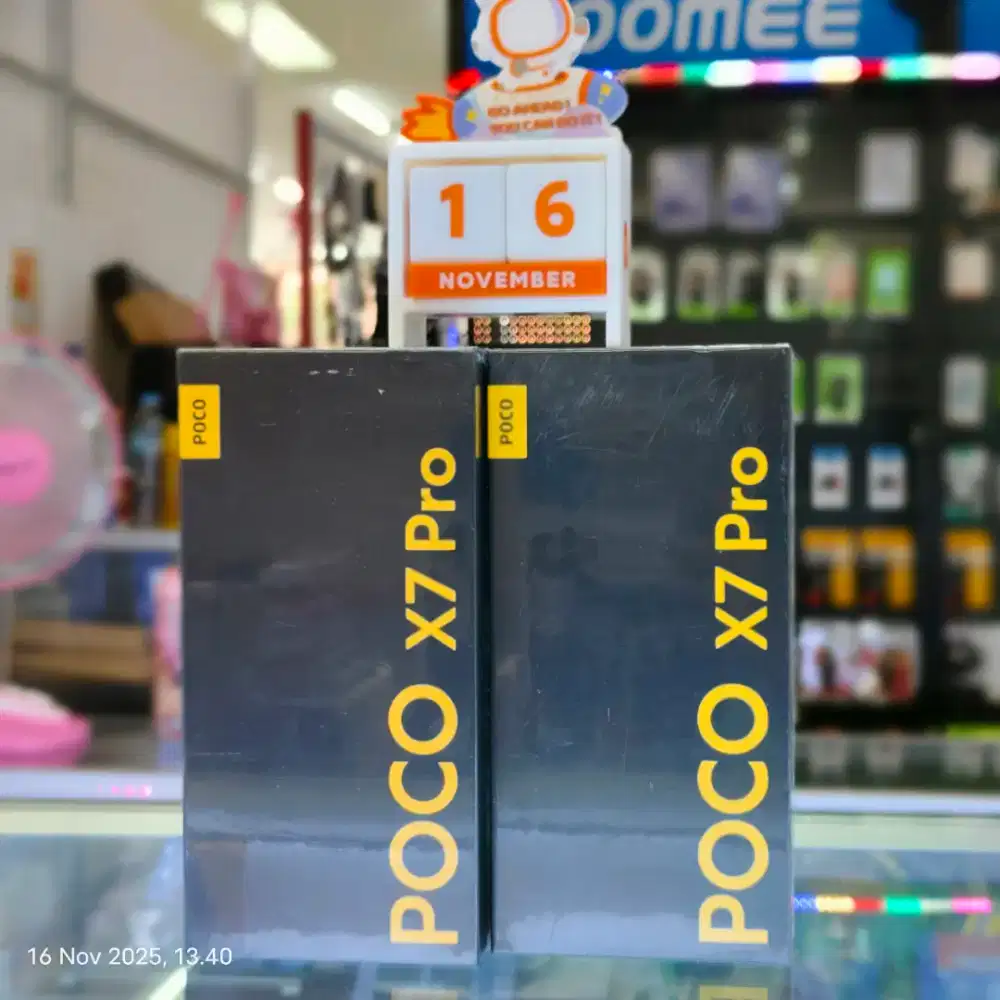 OOMEE
GO AHEAD!
YOU CAN DO IT!
1 6
NOVEMBER
POCO
POCO X7 Pro
POCO
POCO X7 Pro
16 Nov 2025, 13.40